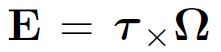 𝐄 = 𝝉×𝛀